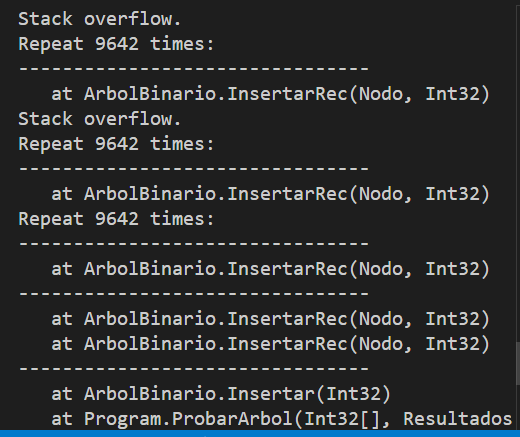 Stack overflow.
Repeat 9642 times:
--------------------------------
   at ArbolBinario.InsertarRec(Nodo, Int32)
Stack overflow.
Repeat 9642 times:
--------------------------------
   at ArbolBinario.InsertarRec(Nodo, Int32)
Repeat 9642 times:
--------------------------------
   at ArbolBinario.InsertarRec(Nodo, Int32)
--------------------------------
   at ArbolBinario.InsertarRec(Nodo, Int32)
   at ArbolBinario.InsertarRec(Nodo, Int32)
--------------------------------
   at ArbolBinario.Insertar(Int32)
   at Program.ProbarArbol(Int32[], Resultados